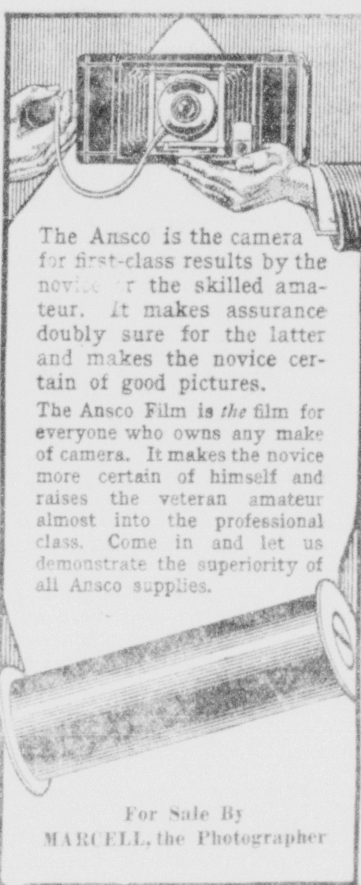 The Ansco is the camera
for first-class results by the
novice or the skilled ama-
teur. It makes assurance
doubly sure for the latter
and makes the novice cer-
tain of good pictures.
The Ansco Film is the film for
everyone who owns any make
of camera. It makes the novice
more certain of himself and
raises the veteran amateur
almost into the professional
class. Come in and let us
demonstrate the superiority of
all Ansco supplies.
For Sale By
MARCELL, the Photographer